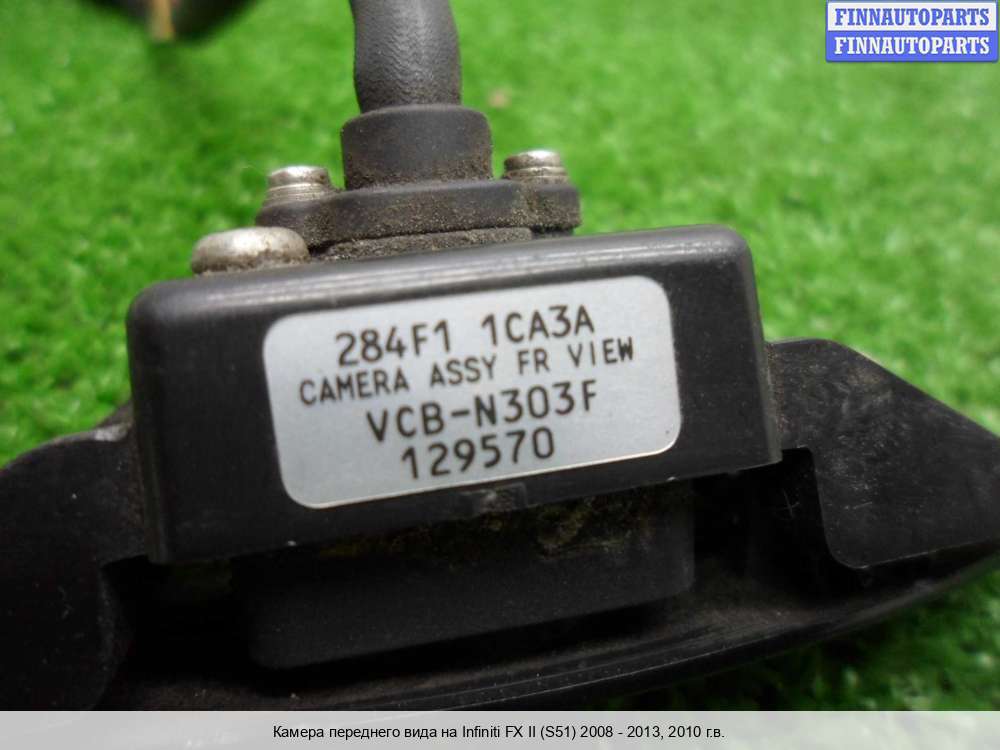 FINNAUTOPARTS
FINNAUTOPARTS
284F1 1CA3A
CAMERA ASSY FR VIEW
VCB-N303F
129570
Камера переднего вида на Infiniti FX II (S51) 2008 - 2013, 2010 г.в.